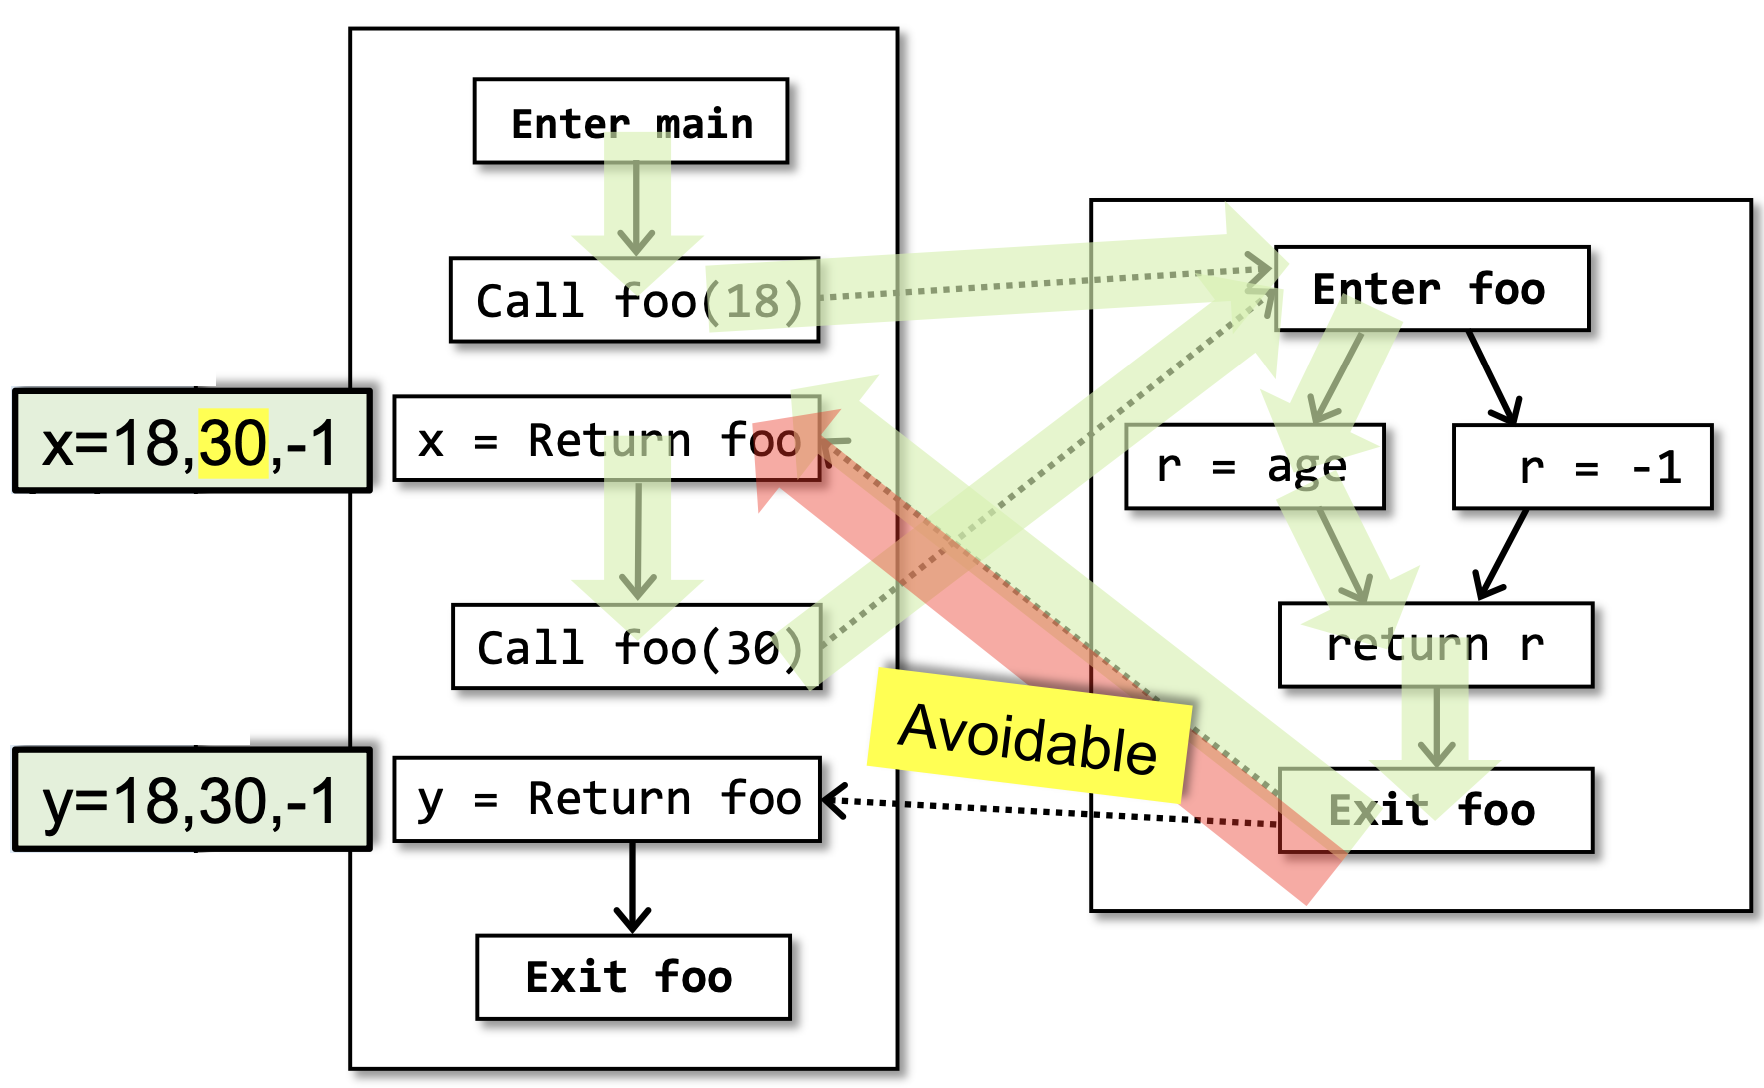 Enter main
Call foo(18)
x = Return foo
Call foo(30)
y = Return foo
Exit foo
x=18,30,-1
y=18,30,-1
Avoidable
Enter foo
r = age
r = -1
return r
Exit foo